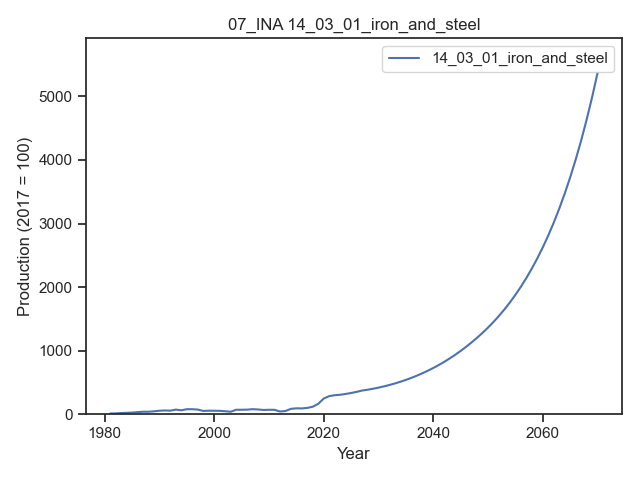 07_INA 14_03_01_iron_and_steel
14_03_01_iron_and_steel
Production (2017 = 100)
5000
4000
3000
2000
1000
0
1980
2000
2020
2040
2060
Year